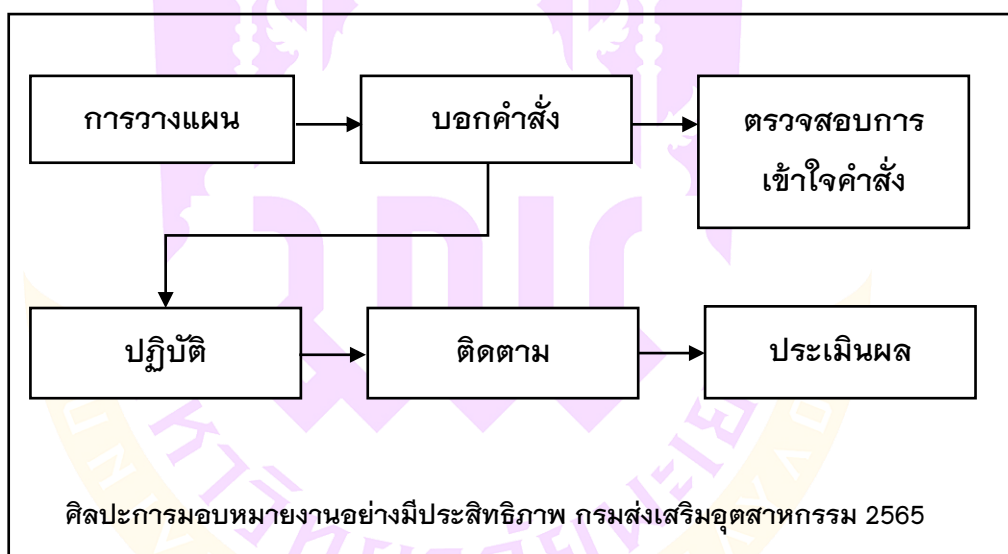 การวางแผน
บอกคำสั่ง
ตรวจสอบการ
เข้าใจคำสั่ง
ปฏิบัติ
ติดตาม
ประเมินผล
ศิลปะการมอบหมายงานอย่างมีประสิทธิภาพ กรมส่งเสริมอุตสาหกรรม 2565